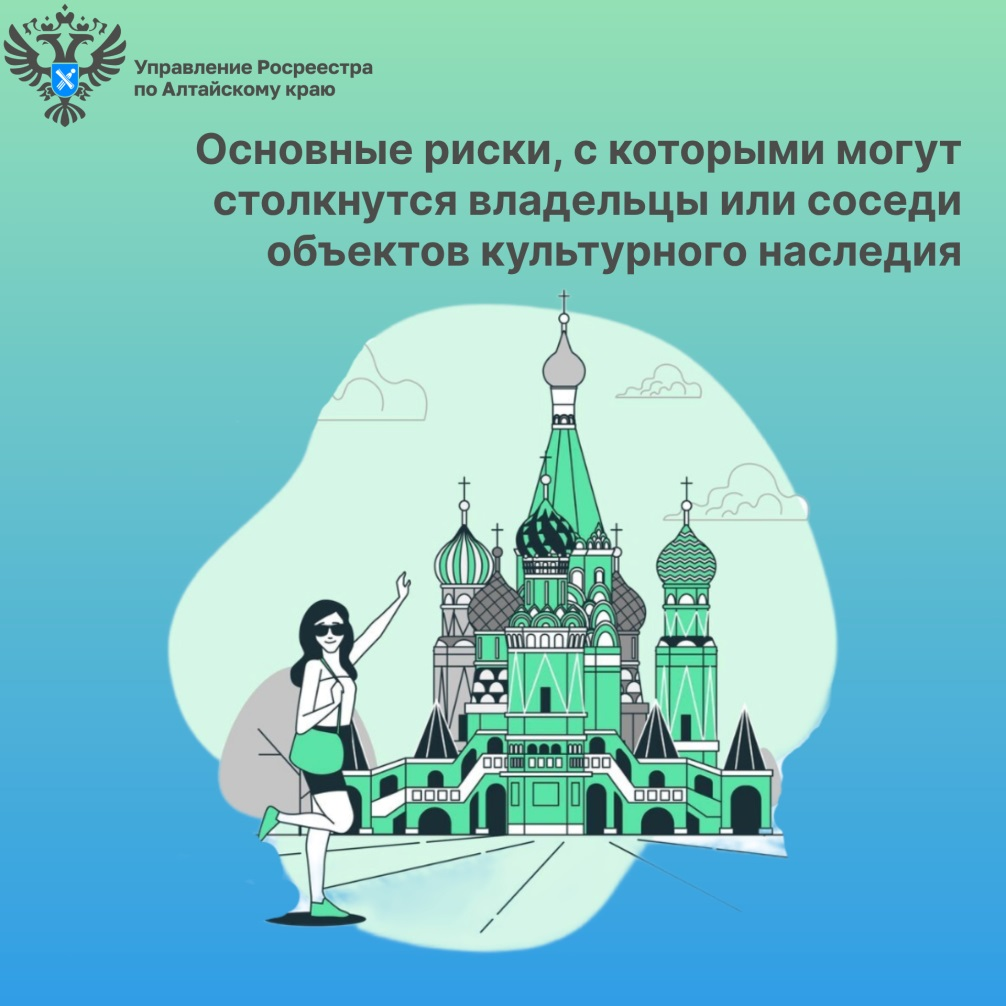 Управление Росреестра
по Алтайскому краю
Основные риски, с которыми могут
столкнутся владельцы или соседи
объектов культурного наследия